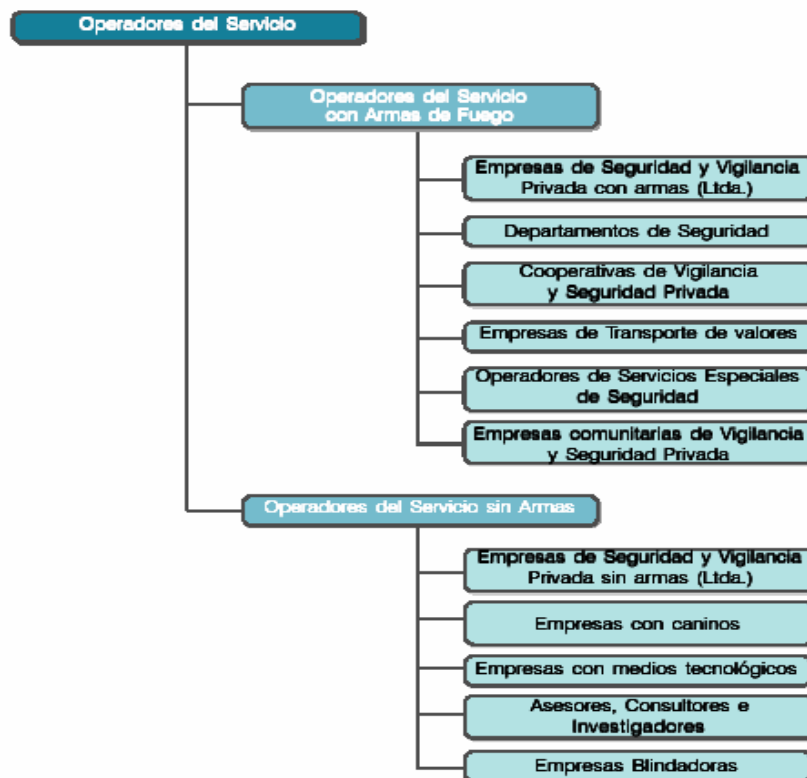 Operadores del Servicio
Operadores del Servicio
con Armas de Fuego
Empresas de Seguridad y Vigilancia
Privada con armas (Ltda.)
Departamentos de Seguridad
Cooperativas de Vigilancia
y Seguridad Privada
Empresas de Transporte de valores
Operadores de Servicios Especiales
de Seguridad
Empresas comunitarias de Vigilancia
y Seguridad Privada
Operadores del Servicio sin Armas
Empresas de Seguridad y Vigilancia
Privada sin armas (Ltda.)
Empresas con caninos
Empresas con medios tecnológicos
Asesores, Consultores e
Investigadores
Empresas Blindadoras